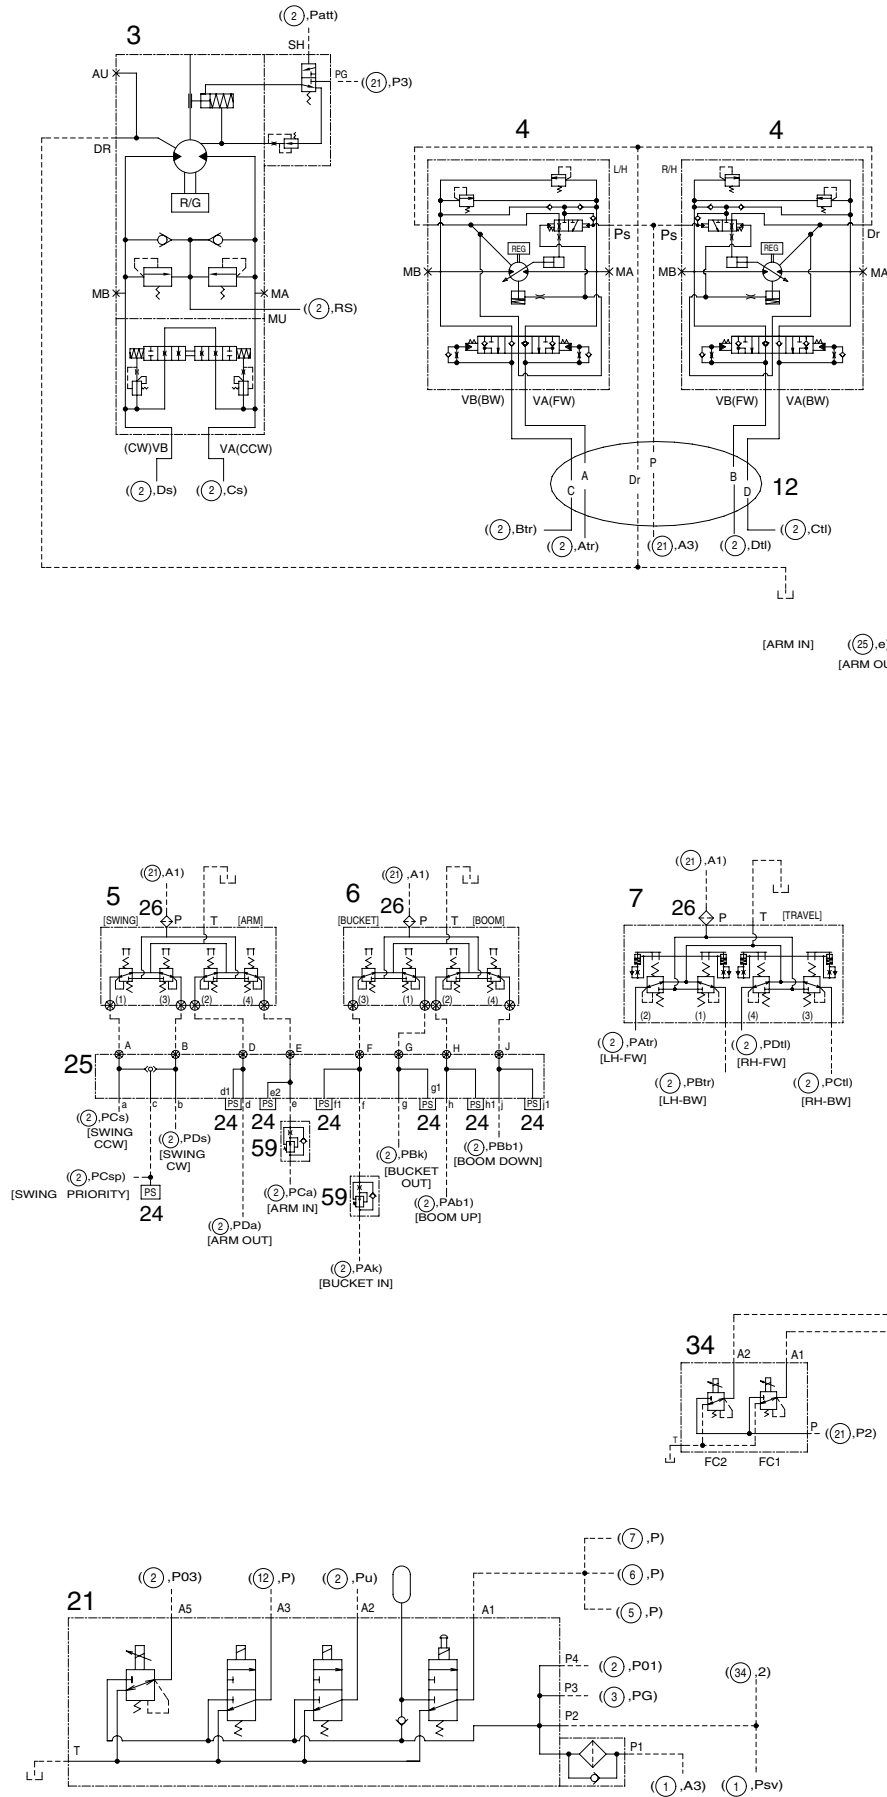 (2,Patt)
3
SH
AU
PG
(21,P3)
DR
R/G
MB
MA
MU
(2,RS)
(CW)VB
VA(CCW)
(2,Ds)
(2,Cs)
4
4
L/H
R/H
Ps
Ps
Dr
REG
REG
MB
MA
MB
MA
VB(BW)
VA(FW)
VB(FW)
VA(BW)
C
A
Dr
P
B
D
12
(2,Btr)
(2,Atr)
(21,A3)
(2,Dtl)
(2,Ctl)
[ARM IN]
(25,e)
[ARM OU
(21,A1)
(21,A1)
(21,A1)
5
26
P
T
[SWING]
[ARM]
6
26
P
T
[BUCKET]
[BOOM]
7
26
P
T
[TRAVEL]
(1)
(3)
(2)
(4)
(3)
(1)
(2)
(4)
(2)
(1)
(4)
(3)
(2,PAtr)
[LH-FW]
(2,PDtl)
[RH-FW]
(2,PBtr)
[LH-BW]
(2,PCtl)
[RH-BW]
25
A
B
D
E
F
G
H
J
d1
e2
g1
a
c
b
PS
d
PS
e
PS
f1
f
g
PS
h
PS
h1
j
PS
j1
24
24
24
24
24
24
(2,PCs)
[SWING
CCW]
(2,PDs)
[SWING
CW]
59
(2,PBk)
[BUCKET
OUT]
(2,PBb1)
[BOOM DOWN]
(2,PCsp)
[SWING PRIORITY]
PS
24
(2,PCa)
[ARM IN]
59
(2,PAb1)
[BOOM UP]
(2,PDa)
[ARM OUT]
(2,PAk)
[BUCKET IN]
34
A2
A1
T
P
(21,P2)
FC2
FC1
(7,P)
(6,P)
(5,P)
(2,P03)
(12,P)
(2,Pu)
21
A5
A3
A2
A1
P4
(2,P01)
P3
(3,PG)
P2
(34,2)
T
P1
(1,A3)
(1,Psv)